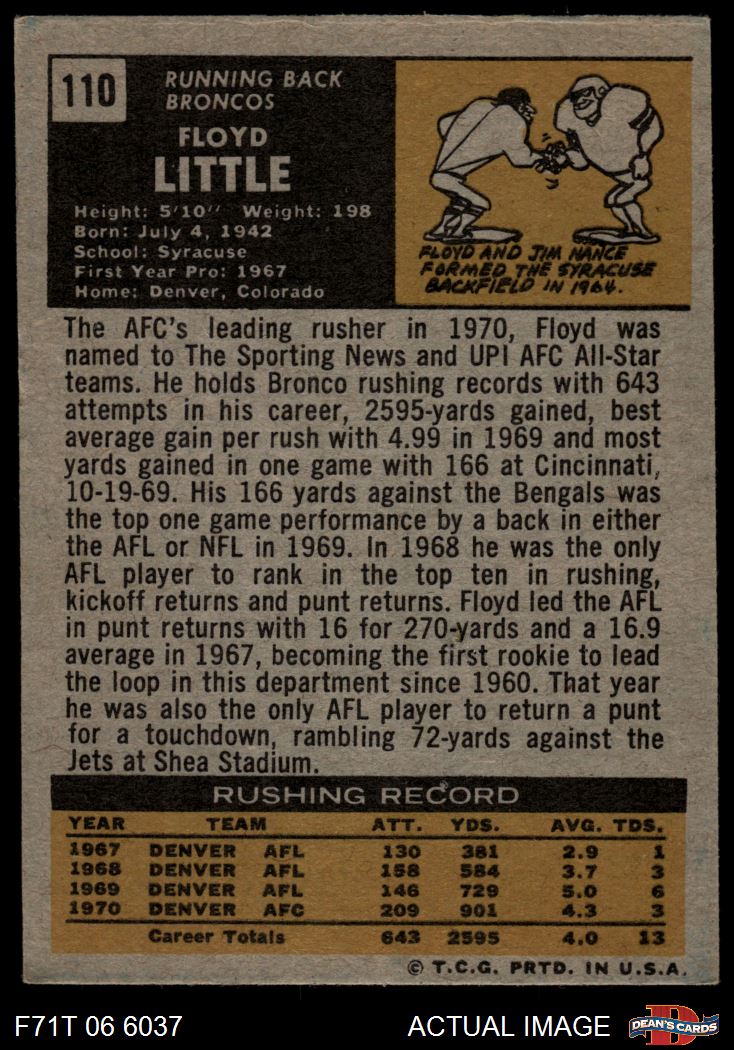 110
RUNNING BACK
BRONCOS
FLOYD
LITTLE
Height: 5'10" Weight: 198
Born: July 4, 1942
School: Syracuse
First Year Pro: 1967
Home: Denver, Colorado
FLOYD AND JIM NANCE
FORMED THE SYRACUSE
BACKFIELD IN 1964.
The AFC's leading rusher in 1970, Floyd was
named to The Sporting News and UPI AFC All-Star
teams. He holds Bronco rushing records with 643
attempts in his career, 2595-yards gained, best
average gain per rush with 4.99 in 1969 and most
yards gained in one game with 166 at Cincinnati,
10-19-69. His 166 yards against the Bengals was
the top one game performance by a back in either
the AFL or NFL in 1969. In 1968 he was the only
AFL player to rank in the top ten in rushing,
kickoff returns and punt returns. Floyd led the AFL
in punt returns with 16 for 270-yards and a 16.9
average in 1967, becoming the first rookie to lead
the loop in this department since 1960. That year
he was also the only AFL player to return a punt
for a touchdown, rambling 72-yards against the
Jets at Shea Stadium.
RUSHING RECORD
YEAR TEAM ATT. YDS. AVG. TDS.
1967 DENVER AFL 130 381 2.9 1
1968 DENVER AFL 158 584 3.7 3
1969 DENVER AFL 146 729 5.0 6
1970 DENVER AFC 209 901 4.3 3
Career Totals 643 2595 4.0 13
© T.C.G. PRTD. IN U.S.A.
F71T 06 6037 ACTUAL IMAGE DEAN'S CARDS